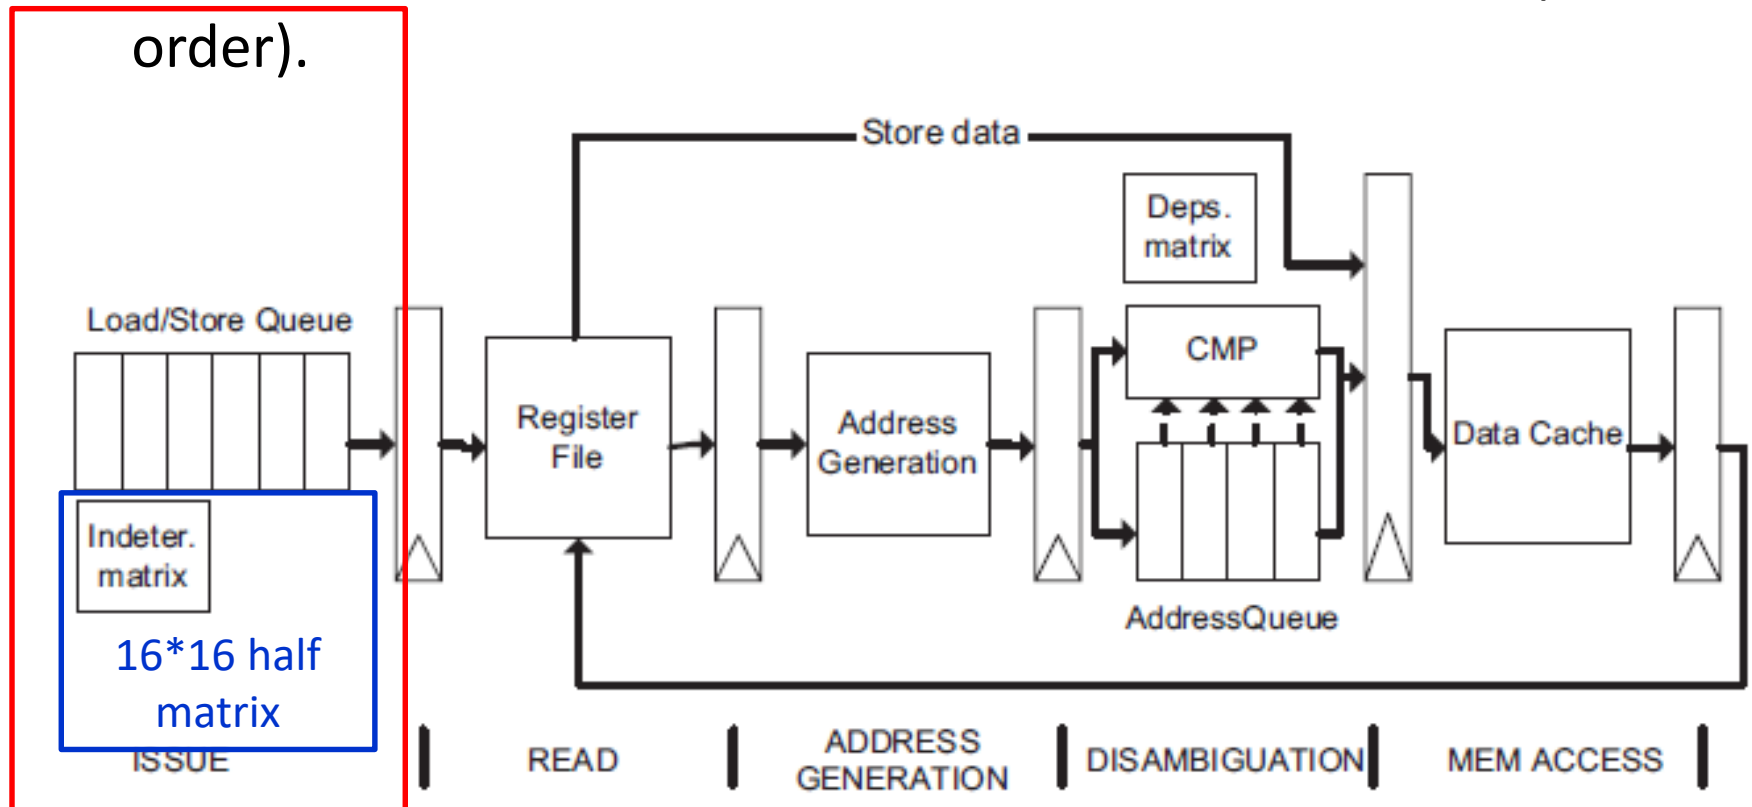 order).
Store data
Deps.
matrix
Load/Store Queue
CMP
Register
File
Address
Generation
Data Cache
Indeter.
matrix
AddressQueue
16*16 half
matrix
ISSUE
READ
ADDRESS
GENERATION
DISAMBIGUATION
MEM ACCESS